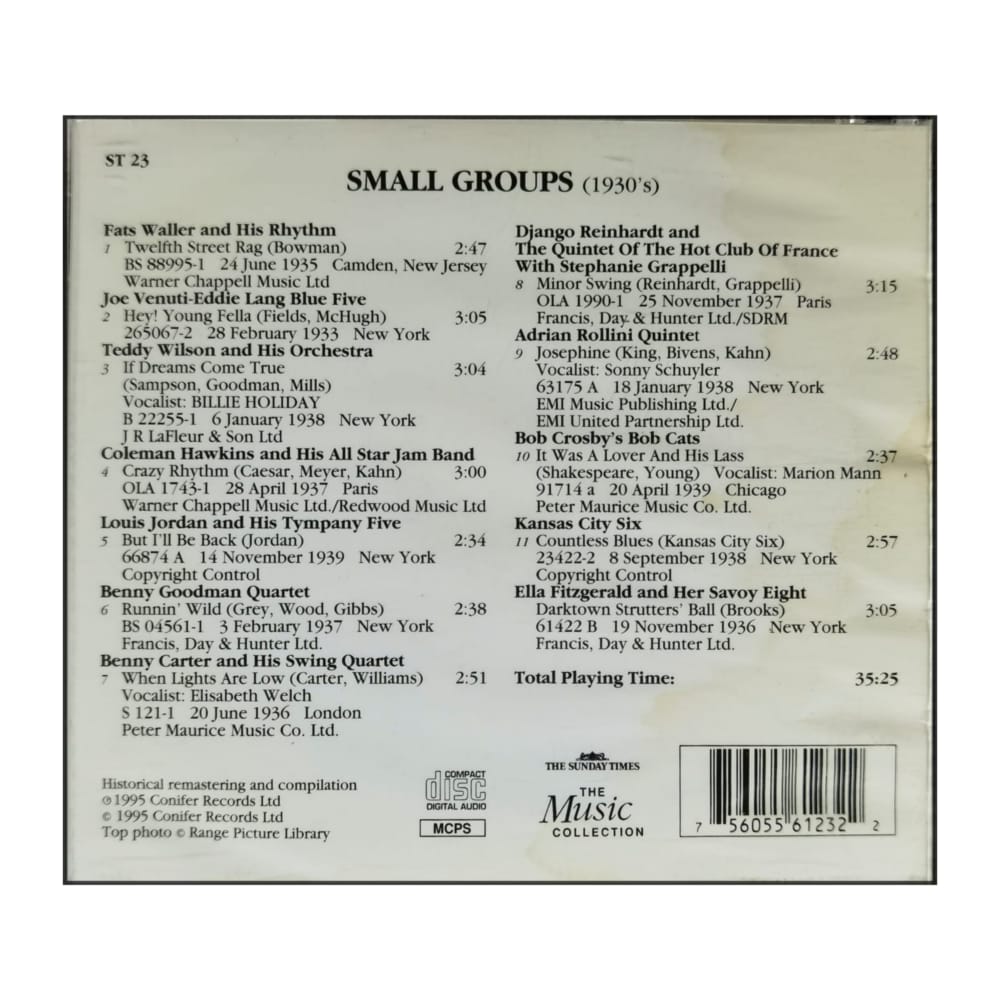 ST 23
SMALL GROUPS (1930's)
Fats Waller and His Rhythm
1 Twelfth Street Rag (Bowman) 2:47
BS 88995-1 24 June 1935 Camden, New Jersey
Warner Chappell Music Ltd
Joe Venuti-Eddie Lang Blue Five
2 Hey! Young Fella (Fields, McHugh) 3:05
265067-2 28 February 1933 New York
Teddy Wilson and His Orchestra
3 If Dreams Come True 3:04
(Sampson, Goodman, Mills)
Vocalist: BILLIE HOLIDAY
B 22255-1 6 January 1938 New York
J R LaFleur & Son Ltd
Coleman Hawkins and His All Star Jam Band
4 Crazy Rhythm (Caesar, Meyer, Kahn) 3:00
OLA 1743-1 28 April 1937 Paris
Warner Chappell Music Ltd./Redwood Music Ltd
Louis Jordan and His Tympany Five
5 But I'll Be Back (Jordan) 2:34
66874 A 14 November 1939 New York
Copyright Control
Benny Goodman Quartet
6 Runnin' Wild (Grey, Wood, Gibbs) 2:38
BS 04561-1 3 February 1937 New York
Francis, Day & Hunter Ltd.
Benny Carter and His Swing Quartet
7 When Lights Are Low (Carter, Williams) 2:51
Vocalist: Elisabeth Welch
S 121-1 20 June 1936 London
Peter Maurice Music Co. Ltd.
Django Reinhardt and
The Quintet Of The Hot Club Of France
With Stephanie Grappelli
8 Minor Swing (Reinhardt, Grappelli) 3:15
OLA 1990-1 25 November 1937 Paris
Francis, Day & Hunter Ltd./SDRM
Adrian Rollini Quintet
9 Josephine (King, Bivens, Kahn) 2:48
Vocalist: Sonny Schuyler
63175 A 18 January 1938 New York
EMI Music Publishing Ltd./
EMI United Partnership Ltd.
Bob Crosby's Bob Cats
10 It Was A Lover And His Lass 2:37
(Shakespeare, Young) Vocalist: Marion Mann
91714 a 20 April 1939 Chicago
Peter Maurice Music Co. Ltd.
Kansas City Six
11 Countless Blues (Kansas City Six) 2:57
23422-2 8 September 1938 New York
Copyright Control
Ella Fitzgerald and Her Savoy Eight
Darktown Strutters' Ball (Brooks) 3:05
61422 B 19 November 1936 New York
Francis, Day & Hunter Ltd.
Total Playing Time: 35:25
Historical remastering and compilation
℗ 1995 Conifer Records Ltd
© 1995 Conifer Records Ltd
Top photo © Range Picture Library
COMPACT
disc
DIGITAL AUDIO
MCPS
THE SUNDAY TIMES
THE
Music
COLLECTION
7 56055 61232 2